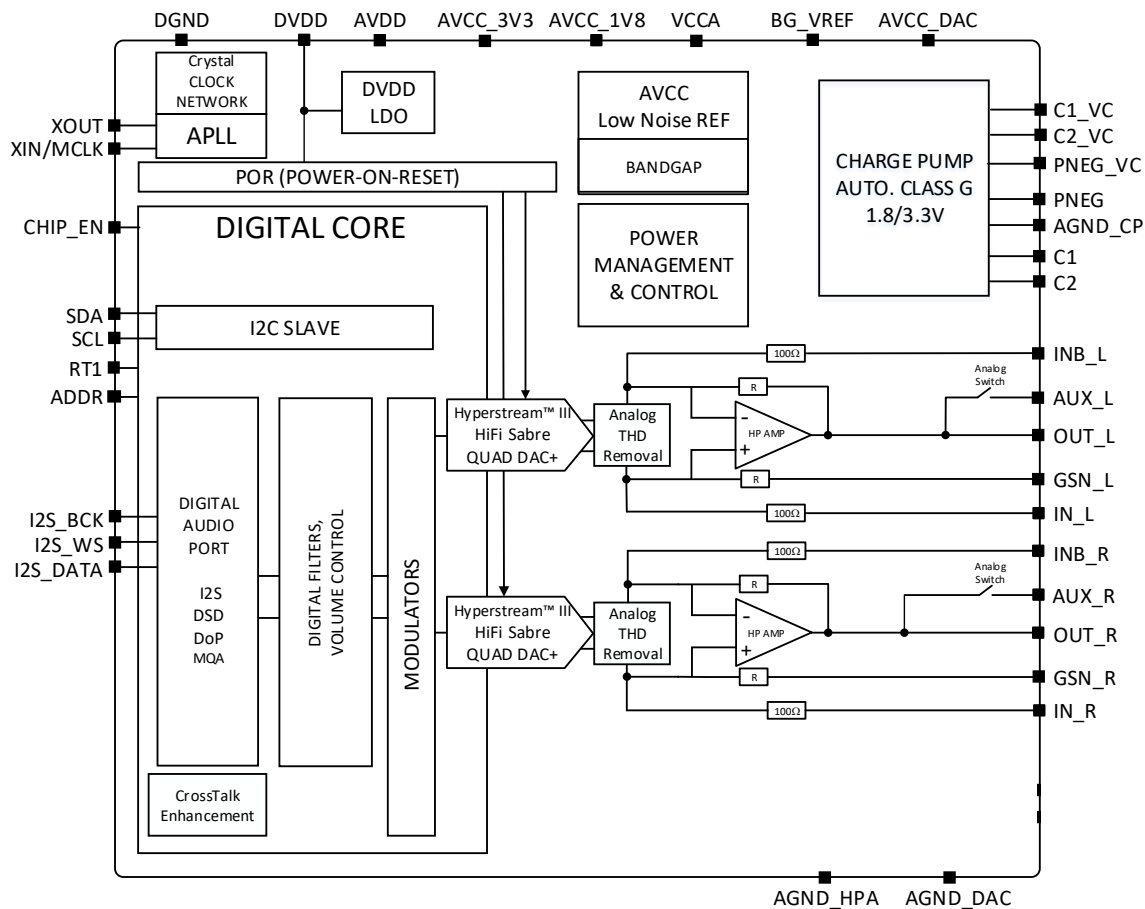 DGND
DVDD
AVDD
AVCC_3V3
AVCC_1V8
VCCA
BG_VREF
AVCC_DAC
Crystal
CLOCK
NETWORK
APLL
DVDD
LDO
AVCC
Low Noise REF
BANDGAP
CHARGE PUMP
AUTO. CLASS G
1.8/3.3V
XOUT
XIN/MCLK
C1_VC
C2_VC
PNEG_VC
PNEG
AGND_CP
C1
C2
POR (POWER-ON-RESET)
CHIP_EN
DIGITAL CORE
POWER
MANAGEMENT
& CONTROL
SDA
SCL
RT1
ADDR
I2C SLAVE
100Ω
INB_L
R
Analog
Switch
AUX_L
Hyperstream™ III
HiFi Sabre
QUAD DAC+
Analog
THD
Removal
-
+
HP AMP
OUT_L
R
GSN_L
100Ω
IN_L
I2S_BCK
I2S_WS
I2S_DATA
DIGITAL
AUDIO
PORT
I2S
DSD
DoP
MQA
DIGITAL FILTERS,
VOLUME CONTROL
MODULATORS
100Ω
INB_R
R
Analog
Switch
AUX_R
Hyperstream™ III
HiFi Sabre
QUAD DAC+
Analog
THD
Removal
-
+
HP AMP
OUT_R
R
GSN_R
100Ω
IN_R
CrossTalk
Enhancement
AGND_HPA
AGND_DAC